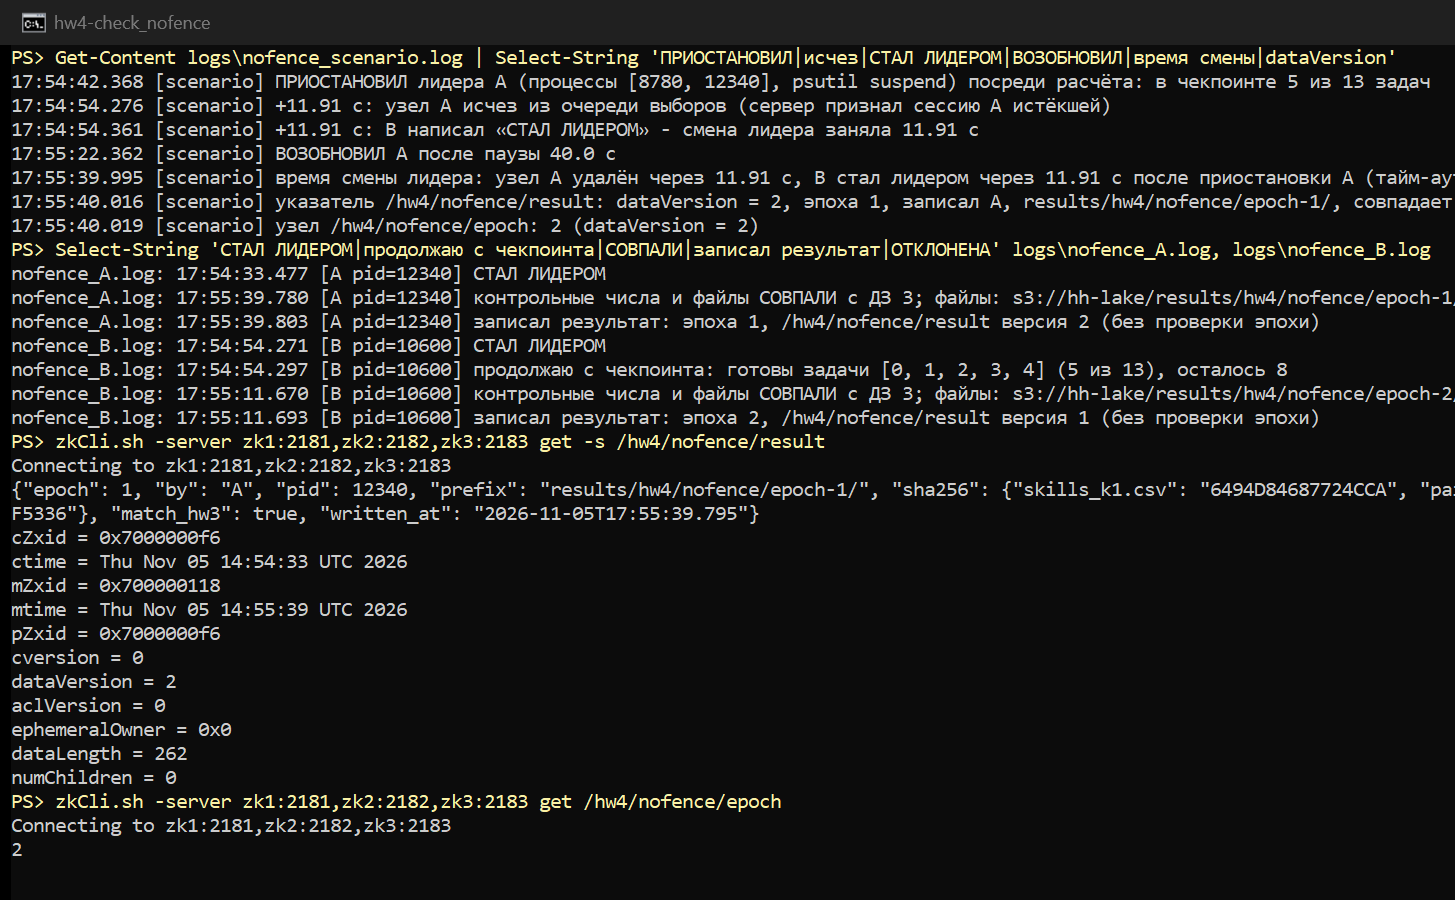 hw4-check_nofence
PS> Get-Content logs\nofence_scenario.log | Select-String 'ПРИОСТАНОВИЛ|исчез|СТАЛ ЛИДЕРОМ|ВОЗОБНОВИЛ|время смены|dataVersion'
17:54:42.368 [scenario] ПРИОСТАНОВИЛ лидера A (процессы [8780, 12340], psutil suspend) посреди расчёта: в чекпоинте 5 из 13 задач
17:54:54.276 [scenario] +11.91 с: узел A исчез из очереди выборов (сервер признал сессию A истёкшей)
17:54:54.361 [scenario] +11.91 с: B написал «СТАЛ ЛИДЕРОМ» - смена лидера заняла 11.91 с
17:55:22.362 [scenario] ВОЗОБНОВИЛ A после паузы 40.0 с
17:55:39.995 [scenario] время смены лидера: узел A удалён через 11.91 с, B стал лидером через 11.91 с после приостановки A (тайм-ау
17:55:40.016 [scenario] указатель /hw4/nofence/result: dataVersion = 2, эпоха 1, записал A, results/hw4/nofence/epoch-1/, совпадает
17:55:40.019 [scenario] узел /hw4/nofence/epoch: 2 (dataVersion = 2)
PS> Select-String 'СТАЛ ЛИДЕРОМ|продолжаю с чекпоинта|СОВПАЛИ|записал результат|ОТКЛОНЕНА' logs\nofence_A.log, logs\nofence_B.log
nofence_A.log: 17:54:33.477 [A pid=12340] СТАЛ ЛИДЕРОМ
nofence_A.log: 17:55:39.780 [A pid=12340] контрольные числа и файлы СОВПАЛИ с ДЗ 3; файлы: s3://hh-lake/results/hw4/nofence/epoch-1/
nofence_A.log: 17:55:39.803 [A pid=12340] записал результат: эпоха 1, /hw4/nofence/result версия 2 (без проверки эпохи)
nofence_B.log: 17:54:54.271 [B pid=10600] СТАЛ ЛИДЕРОМ
nofence_B.log: 17:54:54.297 [B pid=10600] продолжаю с чекпоинта: готовы задачи [0, 1, 2, 3, 4] (5 из 13), осталось 8
nofence_B.log: 17:55:11.670 [B pid=10600] контрольные числа и файлы СОВПАЛИ с ДЗ 3; файлы: s3://hh-lake/results/hw4/nofence/epoch-2/
nofence_B.log: 17:55:11.693 [B pid=10600] записал результат: эпоха 2, /hw4/nofence/result версия 1 (без проверки эпохи)
PS> zkCli.sh -server zk1:2181,zk2:2182,zk3:2183 get -s /hw4/nofence/result
Connecting to zk1:2181,zk2:2182,zk3:2183
{"epoch": 1, "by": "A", "pid": 12340, "prefix": "results/hw4/nofence/epoch-1/", "sha256": {"skills_k1.csv": "6494D84687724CCA", "pai
F5336"}, "match_hw3": true, "written_at": "2026-11-05T17:55:39.795"}
cZxid = 0x7000000f6
ctime = Thu Nov 05 14:54:33 UTC 2026
mZxid = 0x700000118
mtime = Thu Nov 05 14:55:39 UTC 2026
pZxid = 0x7000000f6
cversion = 0
dataVersion = 2
aclVersion = 0
ephemeralOwner = 0x0
dataLength = 262
numChildren = 0
PS> zkCli.sh -server zk1:2181,zk2:2182,zk3:2183 get /hw4/nofence/epoch
Connecting to zk1:2181,zk2:2182,zk3:2183
2